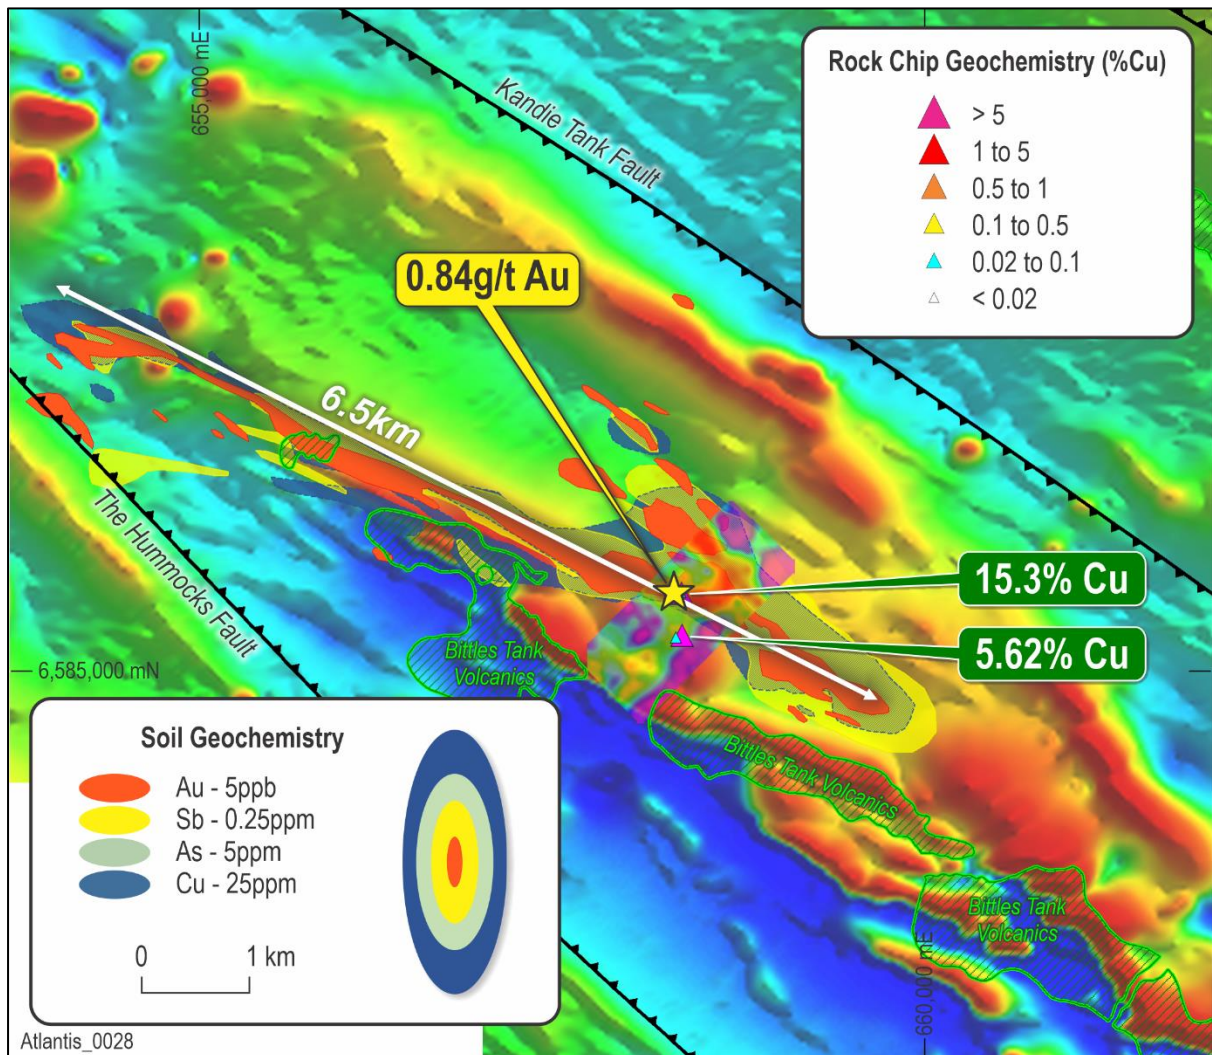 655,000 mE
Kandie Tank Fault
Rock Chip Geochemistry (%Cu)
> 5
1 to 5
0.5 to 1
0.1 to 0.5
0.02 to 0.1
< 0.02
0.84g/t Au
6.5km
The Hummocks Fault
15.3% Cu
5.62% Cu
6,585,000 mN
Bittles Tank
Volcanics
Bittles Tank Volcanics
Bittles Tank
Volcanics
660,000 mE
Soil Geochemistry
Au - 5ppb
Sb - 0.25ppm
As - 5ppm
Cu - 25ppm
0 1 km
Atlantis_0028